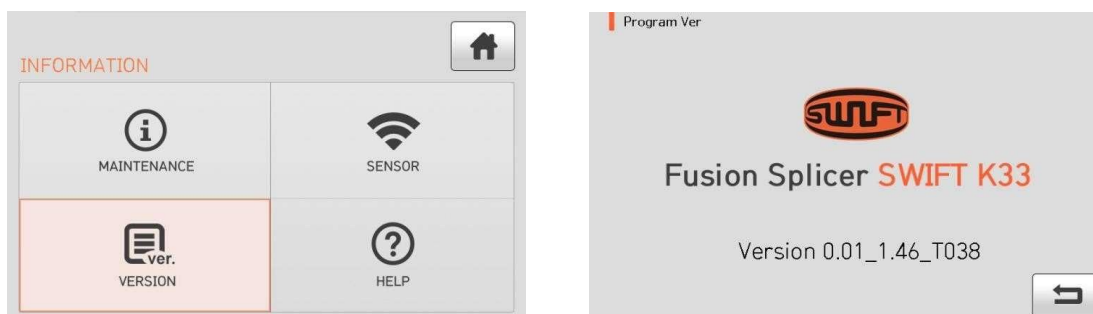 INFORMATION
MAINTENANCE
SENSOR
ver.
VERSION
HELP
Program Ver
SWIFT
Fusion Splicer SWIFT K33
Version 0.01_1.46_T038